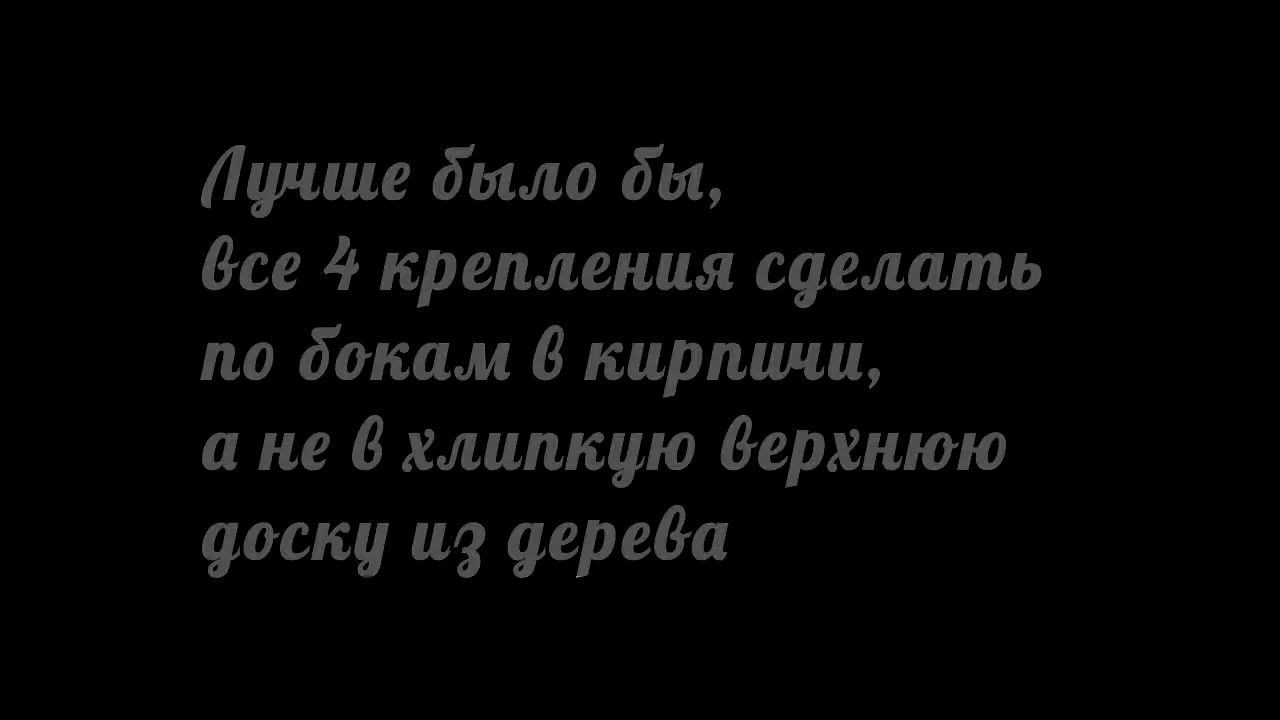 Лучше было бы,
все 4 крепления сделать
по бокам в кирпичи,
а не в хлипкую верхнюю
доску из дерева